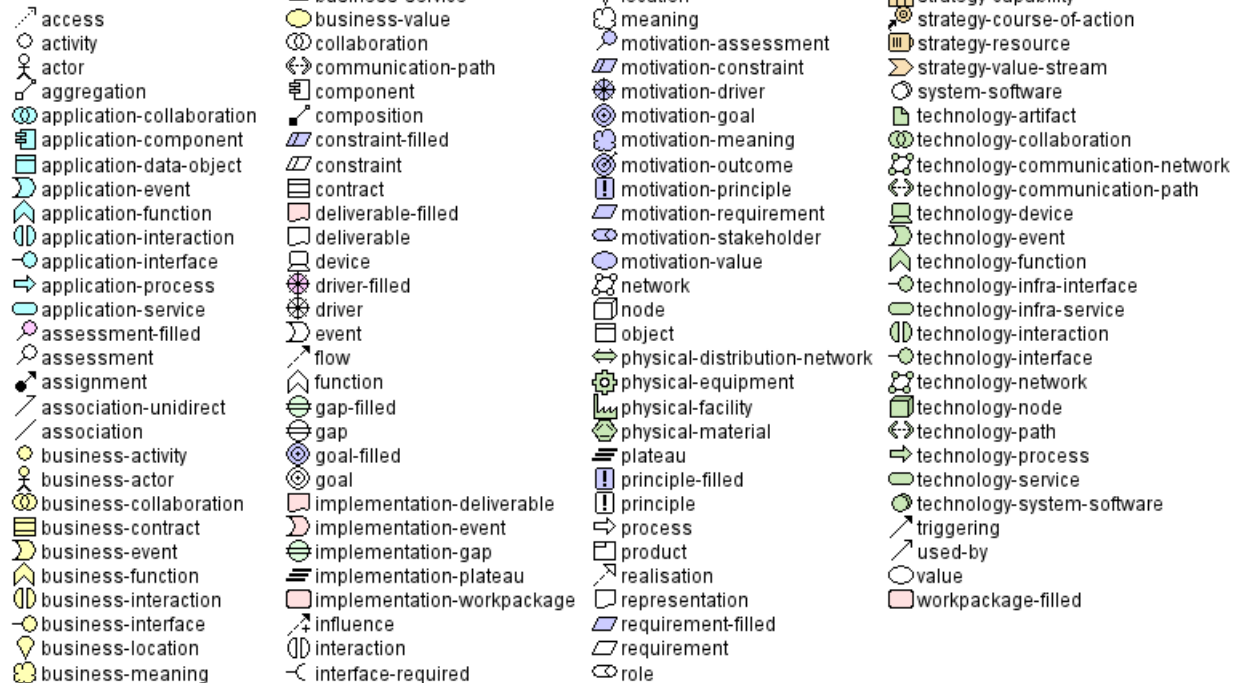 access
activity
actor
aggregation
application-collaboration
application-component
application-data-object
application-event
application-function
application-interaction
application-interface
application-process
application-service
assessment-filled
assessment
assignment
association-unidirect
association
business-activity
business-actor
business-collaboration
business-contract
business-event
business-function
business-interaction
business-interface
business-location
business-meaning
business-service
business-value
collaboration
communication-path
component
composition
constraint-filled
constraint
contract
deliverable-filled
deliverable
device
driver-filled
driver
event
flow
function
gap-filled
gap
goal-filled
goal
implementation-deliverable
implementation-event
implementation-gap
implementation-plateau
implementation-workpackage
influence
interaction
interface-required
location
meaning
motivation-assessment
motivation-constraint
motivation-driver
motivation-goal
motivation-meaning
motivation-outcome
motivation-principle
motivation-requirement
motivation-stakeholder
motivation-value
network
node
object
physical-distribution-network
physical-equipment
physical-facility
physical-material
plateau
principle-filled
principle
process
product
realisation
representation
requirement-filled
requirement
role
strategy-capability
strategy-course-of-action
strategy-resource
strategy-value-stream
system-software
technology-artifact
technology-collaboration
technology-communication-network
technology-communication-path
technology-device
technology-event
technology-function
technology-infra-interface
technology-infra-service
technology-interaction
technology-interface
technology-network
technology-node
technology-path
technology-process
technology-service
technology-system-software
triggering
used-by
value
workpackage-filled